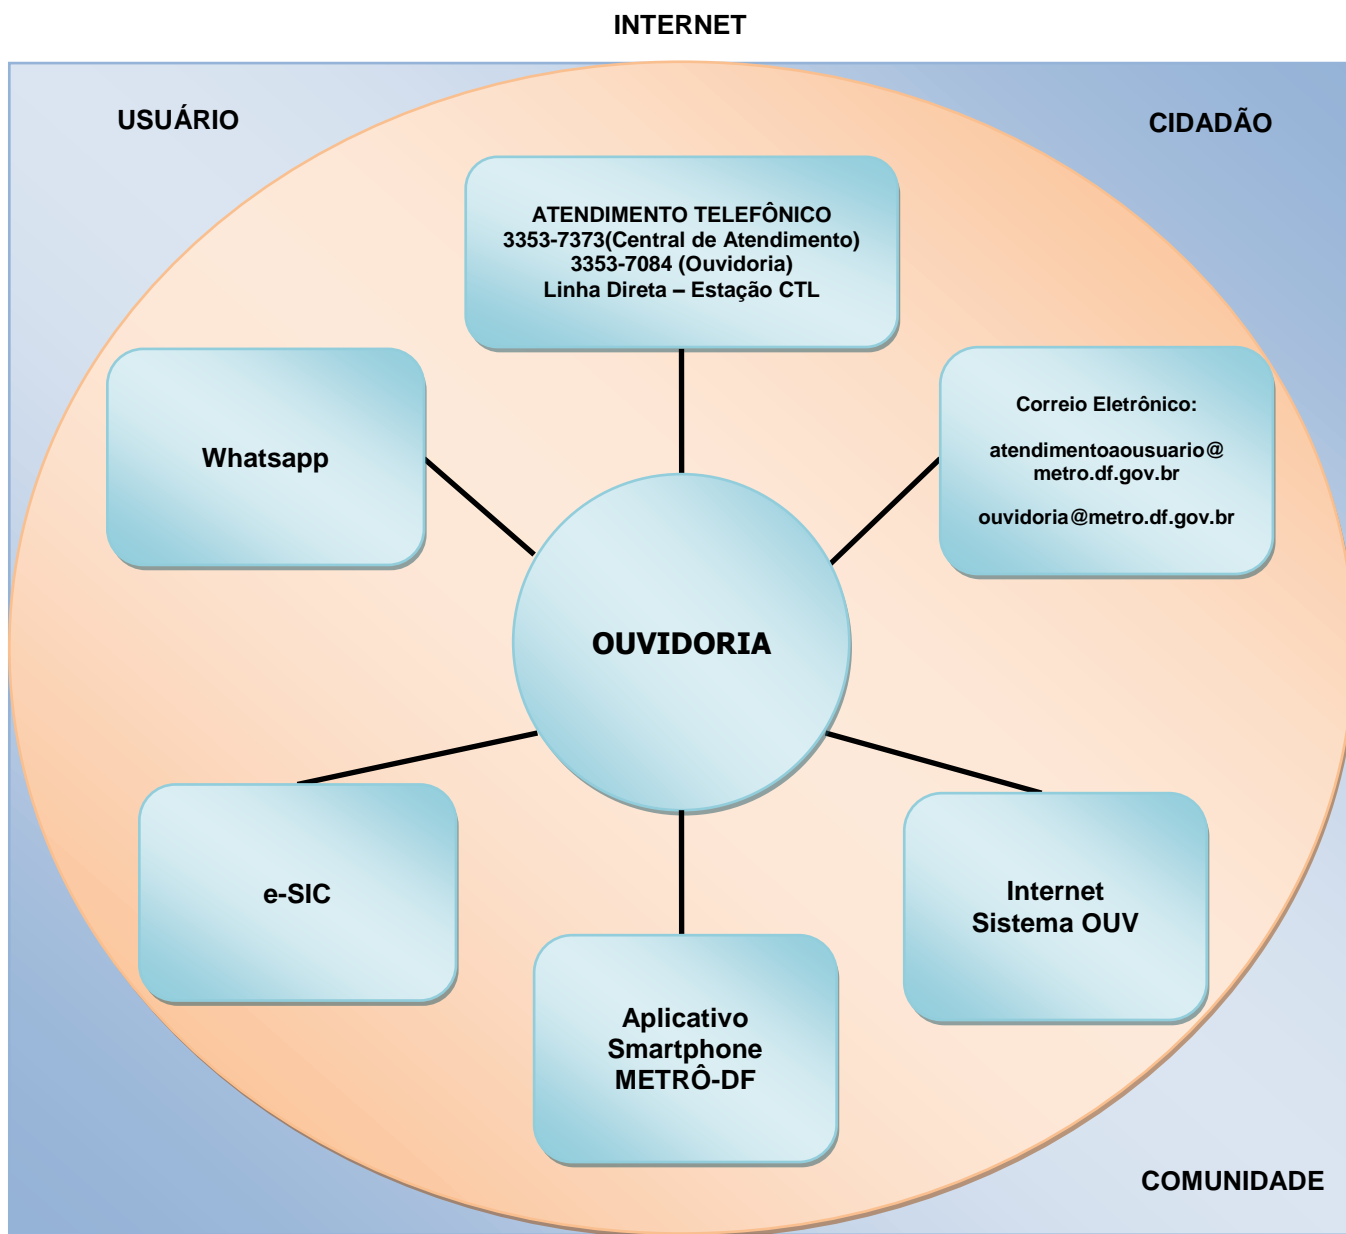 INTERNET
USUÁRIO
CIDADÃO
ATENDIMENTO TELEFÔNICO
3353-7373(Central de Atendimento)
3353-7084 (Ouvidoria)
Linha Direta – Estação CTL
Whatsapp
Correio Eletrônico:
atendimentoaousuario@
metro.df.gov.br
ouvidoria@metro.df.gov.br
OUVIDORIA
e-SIC
Internet
Sistema OUV
Aplicativo
Smartphone
METRÔ-DF
COMUNIDADE